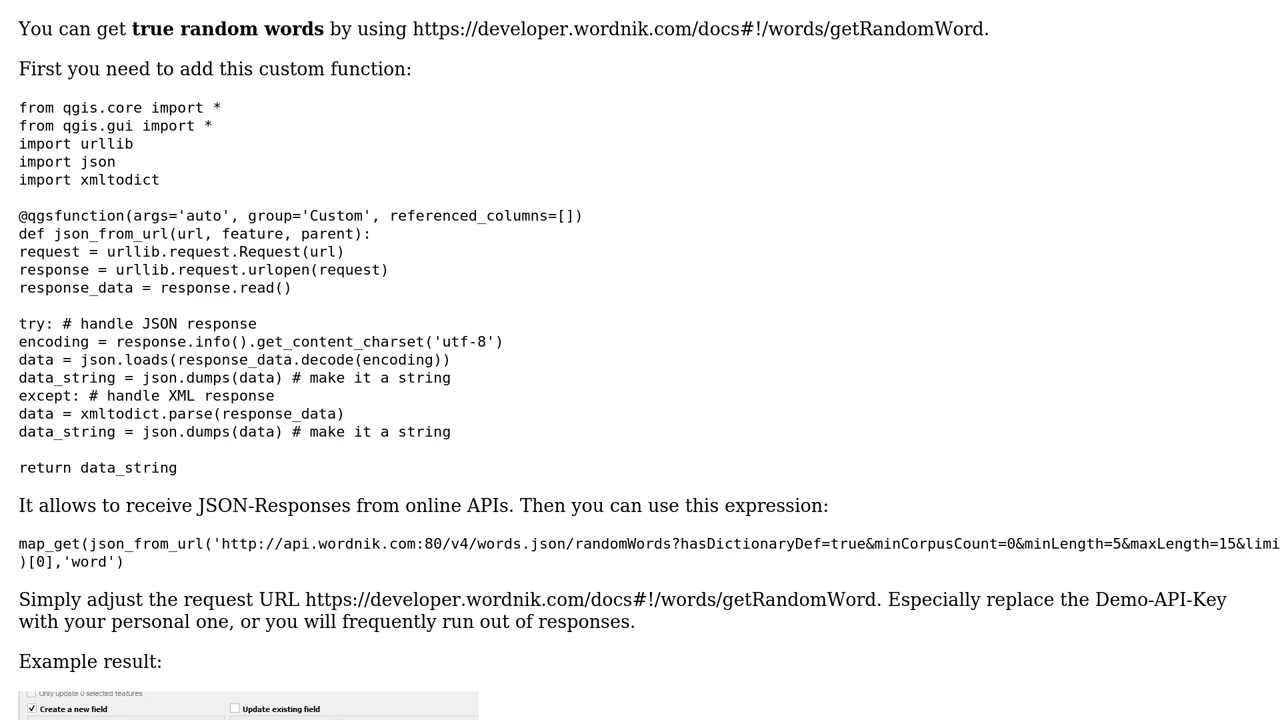 You can get true random words by using https://developer.wordnik.com/docs#!/words/getRandomWord.
First you need to add this custom function:
from qgis.core import *
from qgis.gui import *
import urllib
import json
import xmltodict
@qgsfunction(args='auto', group='Custom', referenced_columns=[])
def json_from_url(url, feature, parent):
request = urllib.request.Request(url)
response = urllib.request.urlopen(request)
response_data = response.read()
try: # handle JSON response
encoding = response.info().get_content_charset('utf-8')
data = json.loads(response_data.decode(encoding))
data_string = json.dumps(data) # make it a string
except: # handle XML response
data = xmltodict.parse(response_data)
data_string = json.dumps(data) # make it a string
return data_string
It allows to receive JSON-Responses from online APIs. Then you can use this expression:
map_get(json_from_url('http://api.wordnik.com:80/v4/words.json/randomWords?hasDictionaryDef=true&minCorpusCount=0&minLength=5&maxLength=15&limi
)[0],'word')
Simply adjust the request URL https://developer.wordnik.com/docs#!/words/getRandomWord. Especially replace the Demo-API-Key
with your personal one, or you will frequently run out of responses.
Example result:
Only update 0 selected features
Create a new field Update existing field